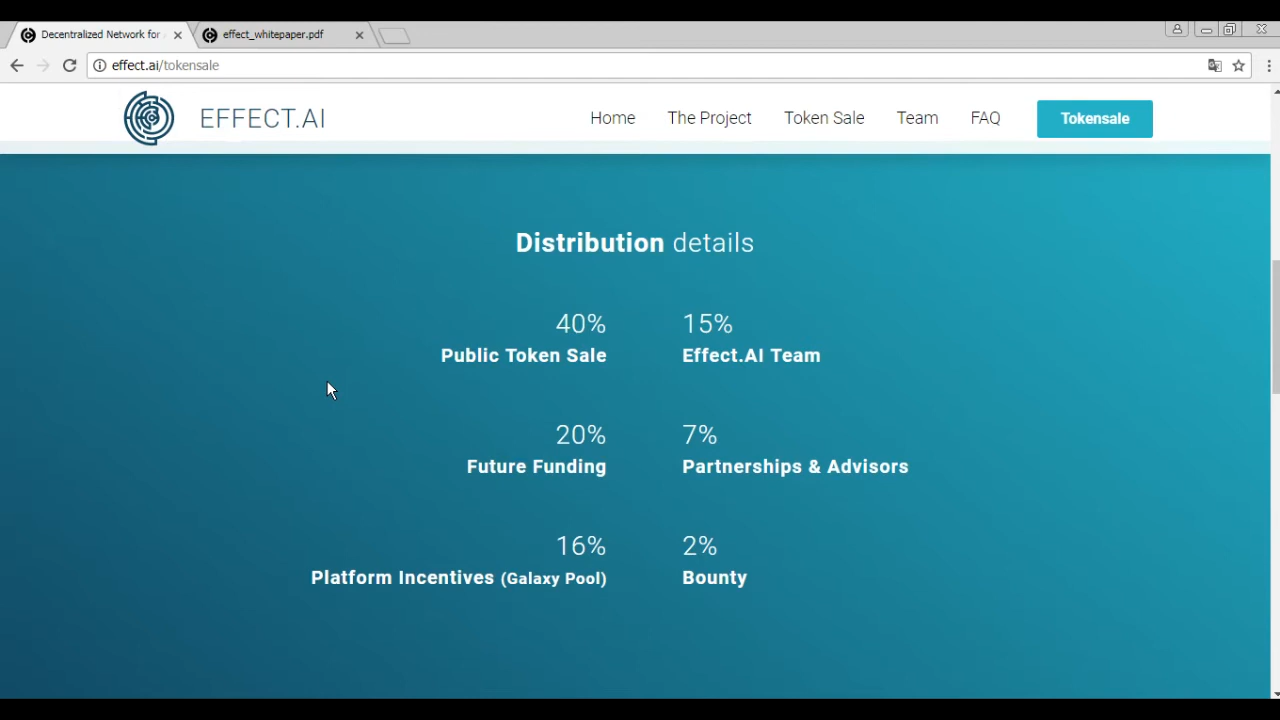 Decentralized Network for
effect_whitepaper.pdf
effect.ai/tokensale
EFFECT.AI
Home
The Project
Token Sale
Team
FAQ
Tokensale
Distribution details
40%
Public Token Sale
15%
Effect.AI Team
20%
Future Funding
7%
Partnerships & Advisors
16%
Platform Incentives (Galaxy Pool)
2%
Bounty